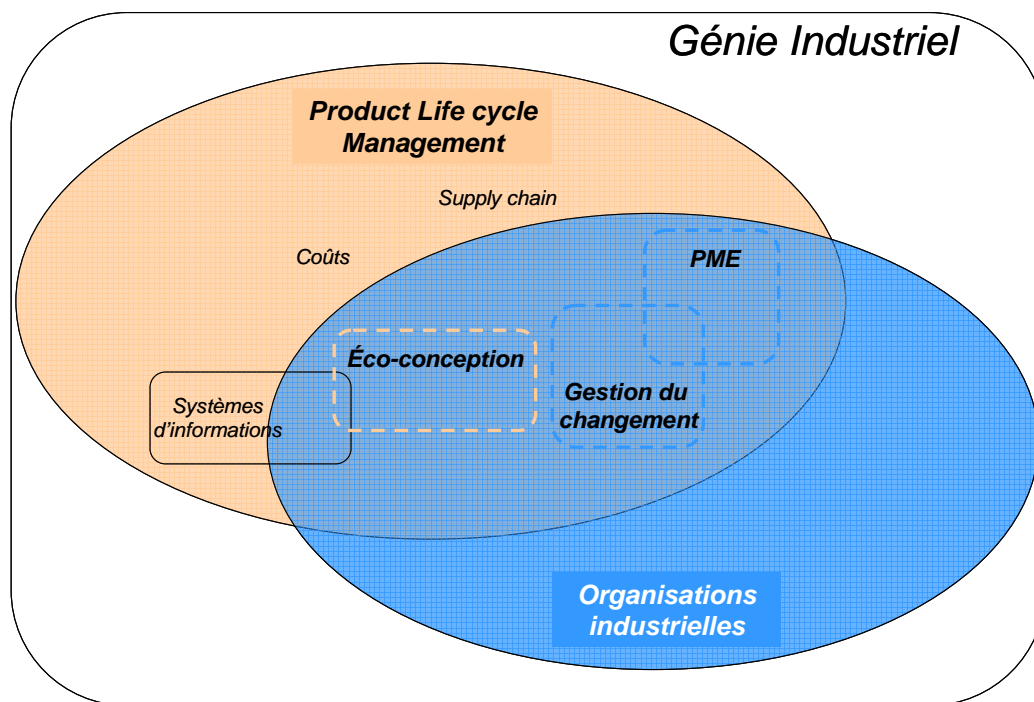 Génie Industriel
Product Life cycle
Management
Supply chain
Coûts
PME
Éco-conception
Gestion du
changement
Systèmes
d'informations
Organisations
industrielles